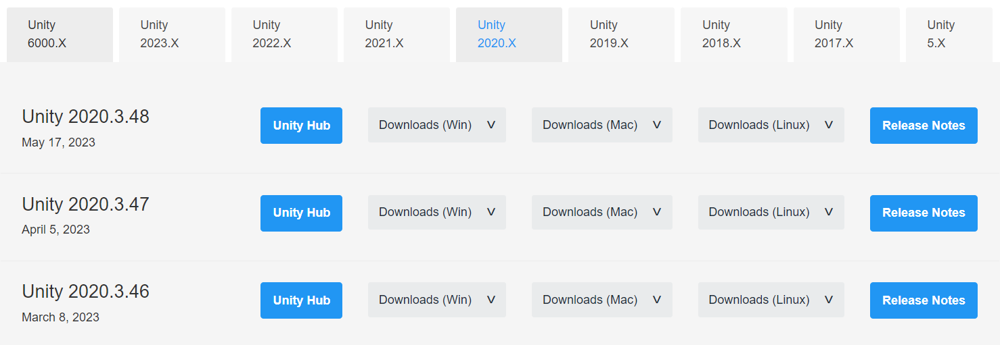 Unity
6000.X
Unity
2023.X
Unity
2022.X
Unity
2021.X
Unity
2020.X
Unity
2019.X
Unity
2018.X
Unity
2017.X
Unity
5.X
Unity 2020.3.48
May 17, 2023
Unity Hub
Downloads (Win)
Downloads (Mac)
Downloads (Linux)
Release Notes
Unity 2020.3.47
April 5, 2023
Unity Hub
Downloads (Win)
Downloads (Mac)
Downloads (Linux)
Release Notes
Unity 2020.3.46
March 8, 2023
Unity Hub
Downloads (Win)
Downloads (Mac)
Downloads (Linux)
Release Notes